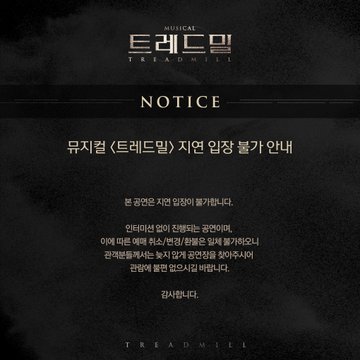 MUSICAL
트레드밀
TREADMILL
NOTICE
뮤지컬 <트레드밀> 지연 입장 불가 안내
본 공연은 지연 입장이 불가합니다.
인터미션 없이 진행되는 공연이며,
이에 따른 예매 취소/변경/환불은 일체 불가하오니
관객분들께서는 늦지 않게 공연장을 찾아주시어
관람에 불편 없으시길 바랍니다.
감사합니다.
TREADMILL